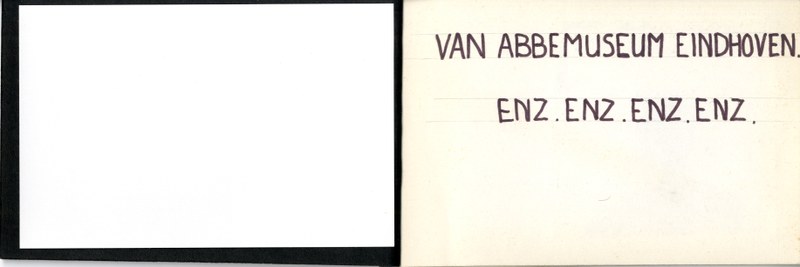 VAN ABBEMUSEUM EINDHOVEN.
ENZ. ENZ. ENZ. ENZ.